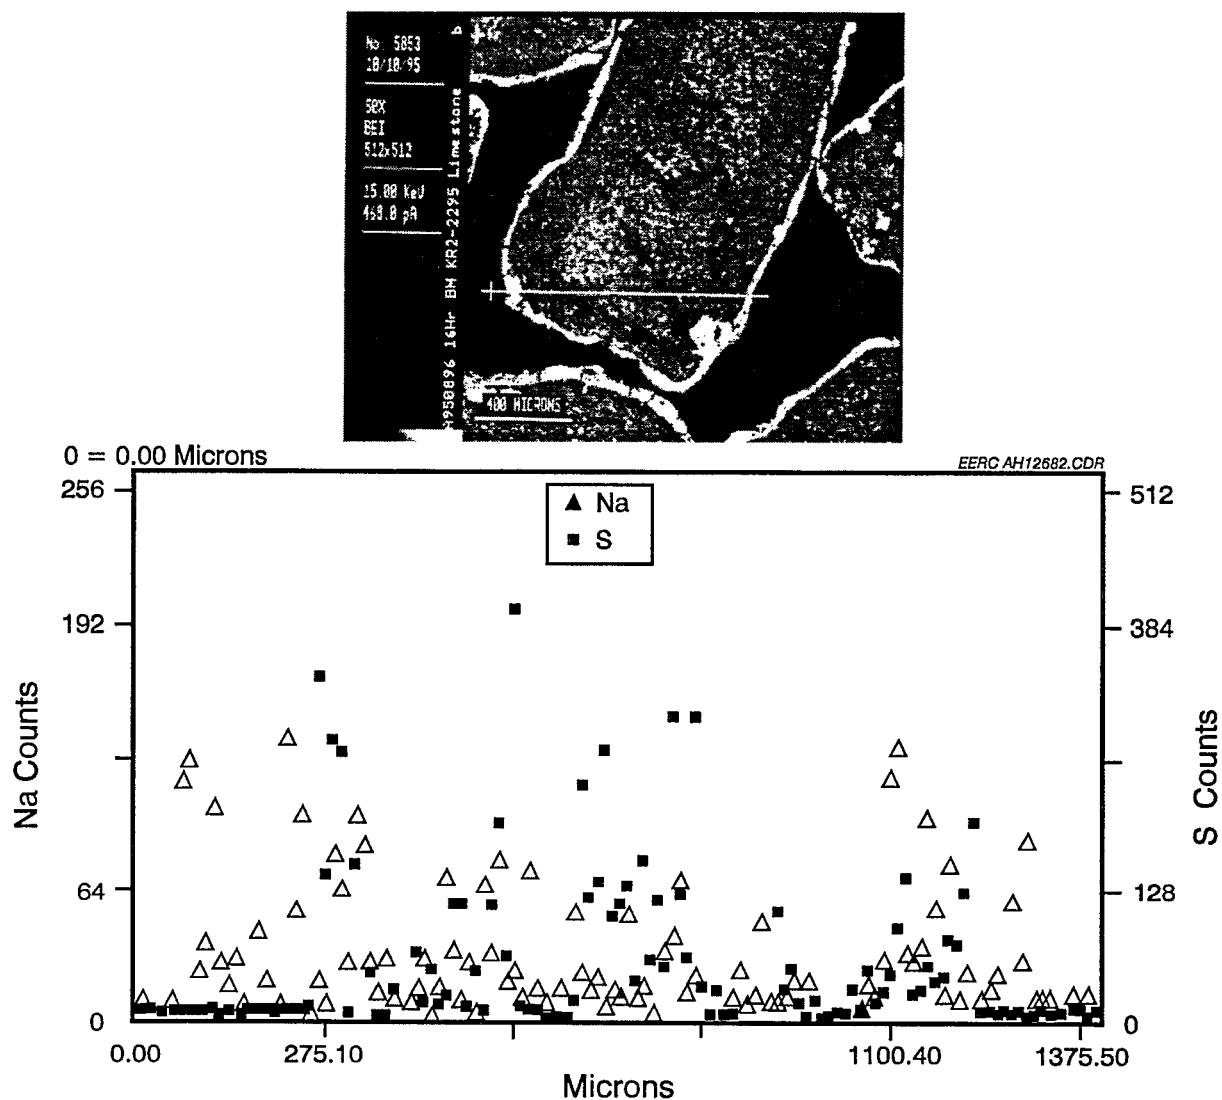 No. 5853
10/10/95
50X
BEI
512x512
15.00 KeV
460.0 pA
950896 16Hr BM KR2-2295 Limestone b
400 MICRONS
0 = 0.00 Microns
EERC AH12682.CDR
256
192
64
0
Na Counts
Na
S
512
384
128
0
S Counts
0.00
275.10
1100.40
1375.50
Microns